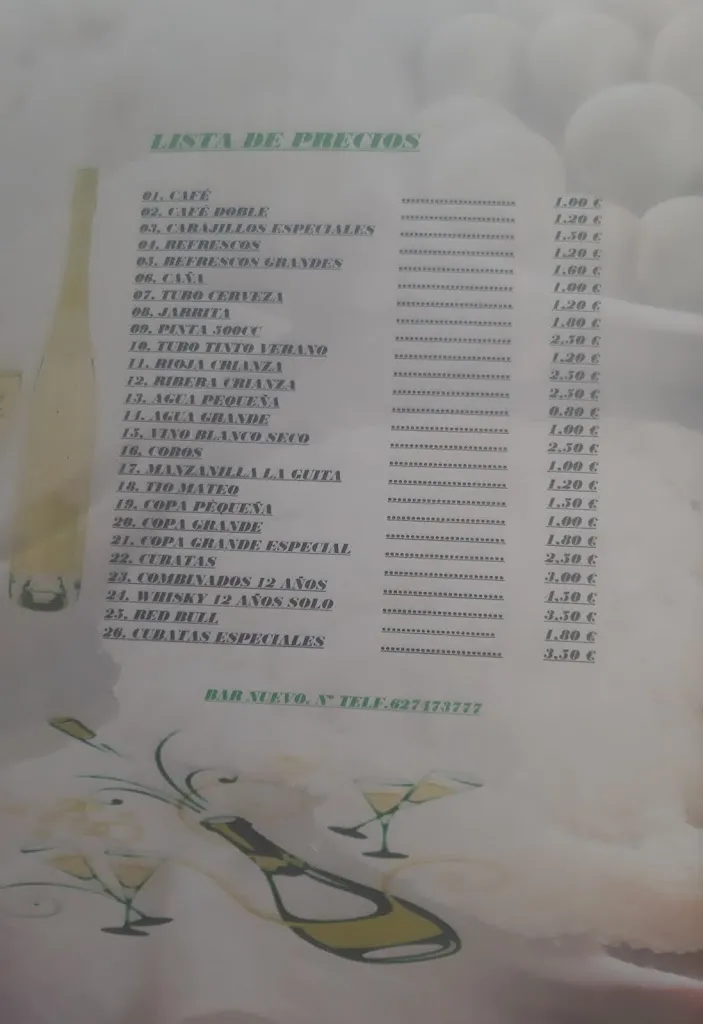 LISTA DE PRECIOS
01. CAFÉ ........................ 1.00 €
02. CAFÉ DOBLE ........................ 1.20 €
03. CARAJILLOS ESPECIALES ........................ 1.50 €
04. REFRESCOS ........................ 1.20 €
05. REFRESCOS GRANDES ........................ 1.60 €
06. CAÑA ........................ 1.00 €
07. TUBO CERVEZA ........................ 1.20 €
08. JARRITA ........................ 1.80 €
09. PINTA 500CC ........................ 2.50 €
10. TUBO TINTO VERANO ........................ 1.20 €
11. RIOJA CRIANZA ........................ 2.50 €
12. RIBERA CRIANZA ........................ 2.50 €
13. AGUA PEQUEÑA ........................ 0.80 €
14. AGUA GRANDE ........................ 1.00 €
15. VINO BLANCO SECO ........................ 2.50 €
16. COBOS ........................ 1.00 €
17. MANZANILLA LA GUITA ........................ 1.20 €
18. TIO MATEO ........................ 1.50 €
19. COPA PÈQUEÑA ........................ 1.00 €
20. COPA GRANDE ........................ 1.80 €
21. COPA GRANDE ESPECIAL ........................ 2.50 €
22. CUBATAS ........................ 3.00 €
23. COMBINADOS 12 AÑOS ........................ 4.50 €
24. WHISKY 12 AÑOS SOLO ........................ 3.50 €
25. RED BULL ........................ 1.80 €
26. CUBATAS ESPECIALES ........................ 3.50 €
BAR NUEVO. Nº TELF.627473777